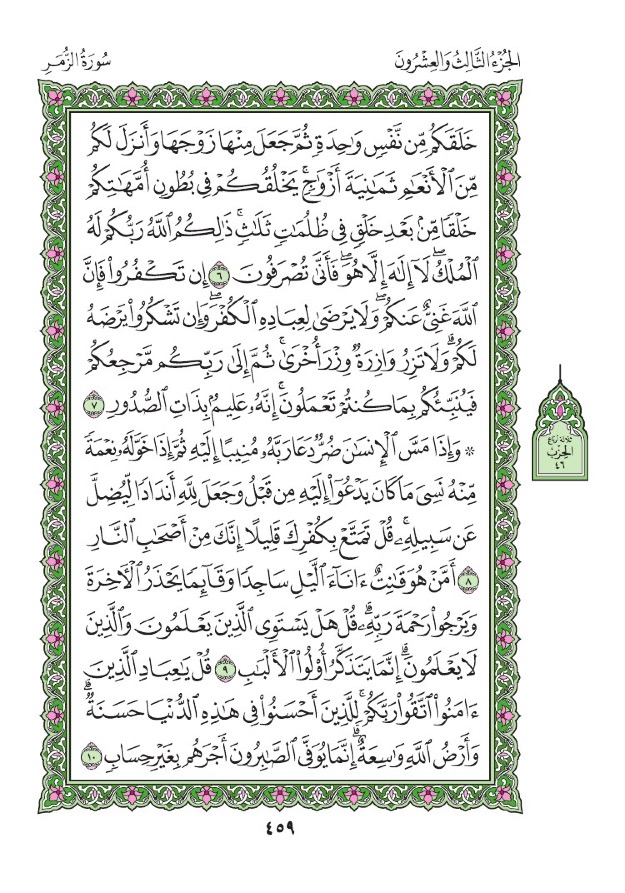 الجُزْءُ الثَّالِثُ وَالعِشْرُونَ
سُورَةُ الزُّمَرِ
خَلَقَكُم مِّن نَّفْسٍ وَٰحِدَةٍ ثُمَّ جَعَلَ مِنْهَا زَوْجَهَا وَأَنزَلَ لَكُم
مِّنَ ٱلْأَنْعَٰمِ ثَمَٰنِيَةَ أَزْوَٰجٍۚ يَخْلُقُكُمْ فِى بُطُونِ أُمَّهَٰتِكُمْ
خَلْقًا مِّنۢ بَعْدِ خَلْقٍ فِى ظُلُمَٰتٍ ثَلَٰثٍۚ ذَٰلِكُمُ ٱللَّهُ رَبُّكُمْ لَهُ
ٱلْمُلْكُۖ لَآ إِلَٰهَ إِلَّا هُوَۖ فَأَنَّىٰ تُصْرَفُونَ ٦ إِن تَكْفُرُوا۟ فَإِنَّ
ٱللَّهَ غَنِىٌّ عَنكُمْۖ وَلَا يَرْضَىٰ لِعِبَادِهِ ٱلْكُفْرَۖ وَإِن تَشْكُرُوا۟ يَرْضَهُ
لَكُمْۗ وَلَا تَزِرُ وَازِرَةٌ وِزْرَ أُخْرَىٰۚ ثُمَّ إِلَىٰ رَبِّكُم مَّرْجِعُكُمْ
فَيُنَبِّئُكُم بِمَا كُنتُمْ تَعْمَلُونَۚ إِنَّهُۥ عَلِيمٌۢ بِذَاتِ ٱلصُّدُورِ ٧
۞ وَإِذَا مَسَّ ٱلْإِنسَٰنَ ضُرٌّ دَعَا رَبَّهُۥ مُنِيبًا إِلَيْهِ ثُمَّ إِذَا خَوَّلَهُۥ نِعْمَةً
مِّنْهُ نَسِىَ مَا كَانَ يَدْعُوٓا۟ إِلَيْهِ مِن قَبْلُ وَجَعَلَ لِلَّهِ أَندَادًا لِّيُضِلَّ
عَن سَبِيلِهِۦۚ قُلْ تَمَتَّعْ بِكُفْرِكَ قَلِيلًا إِنَّكَ مِنْ أَصْحَٰبِ ٱلنَّارِ
٨ أَمَّنْ هُوَ قَٰنِتٌ ءَانَآءَ ٱلَّيْلِ سَاجِدًا وَقَآئِمًا يَحْذَرُ ٱلْءَاخِرَةَ
وَيَرْجُوا۟ رَحْمَةَ رَبِّهِۦۗ قُلْ هَلْ يَسْتَوِى ٱلَّذِينَ يَعْلَمُونَ وَٱلَّذِينَ
لَا يَعْلَمُونَۗ إِنَّمَا يَتَذَكَّرُ أُو۟لُوا۟ ٱلْأَلْبَٰبِ ٩ قُلْ يَٰعِبَادِ ٱلَّذِينَ
ءَامَنُوا۟ ٱتَّقُوا۟ رَبَّكُمْۚ لِلَّذِينَ أَحْسَنُوا۟ فِى هَٰذِهِ ٱلدُّنْيَا حَسَنَةٌۗ
وَأَرْضُ ٱللَّهِ وَٰسِعَةٌۗ إِنَّمَا يُوَفَّى ٱلصَّٰبِرُونَ أَجْرَهُم بِغَيْرِ حِسَابٍ ١٠
ثلاثة أرباع
الحزب
٤٦
٤٥٩